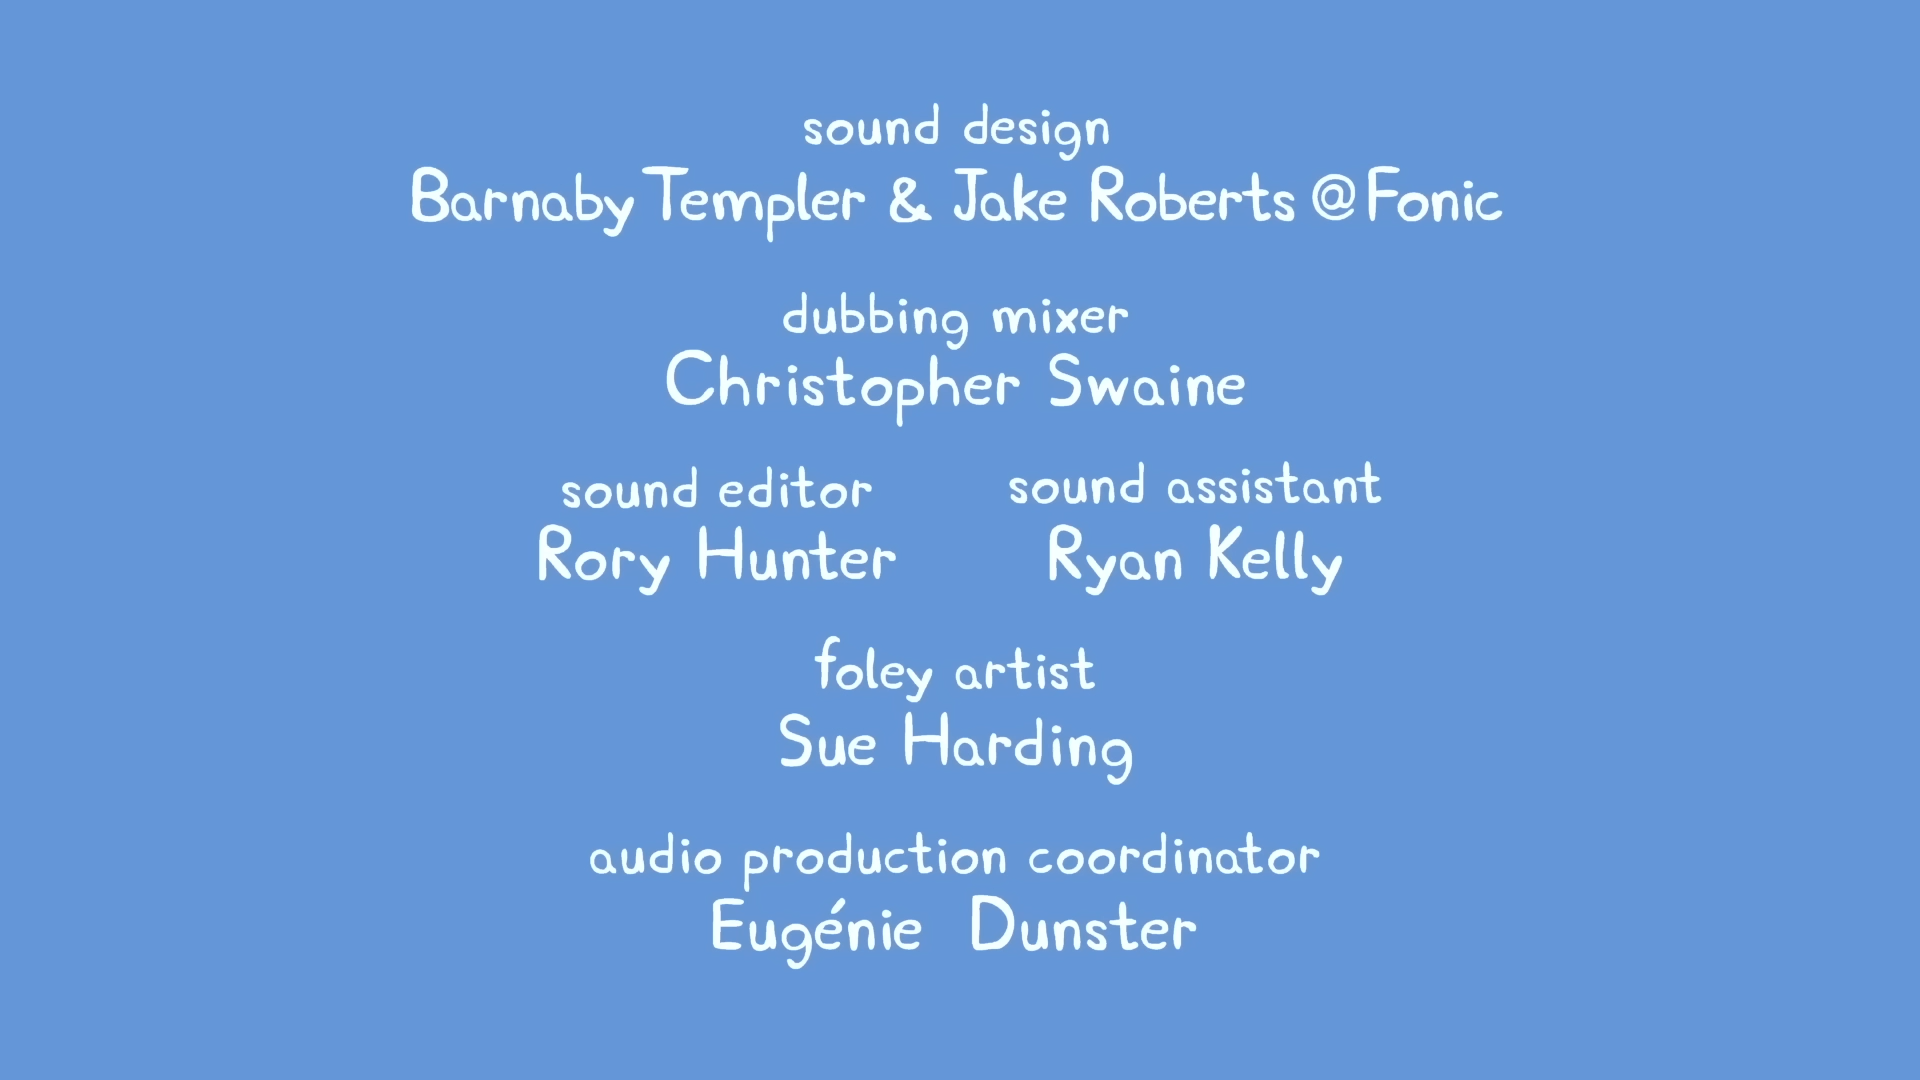 sound design
Barnaby Templer & Jake Roberts @ Fonic
dubbing mixer
Christopher Swaine
sound editor
Rory Hunter
sound assistant
Ryan Kelly
foley artist
Sue Harding
audio production coordinator
Eugénie Dunster